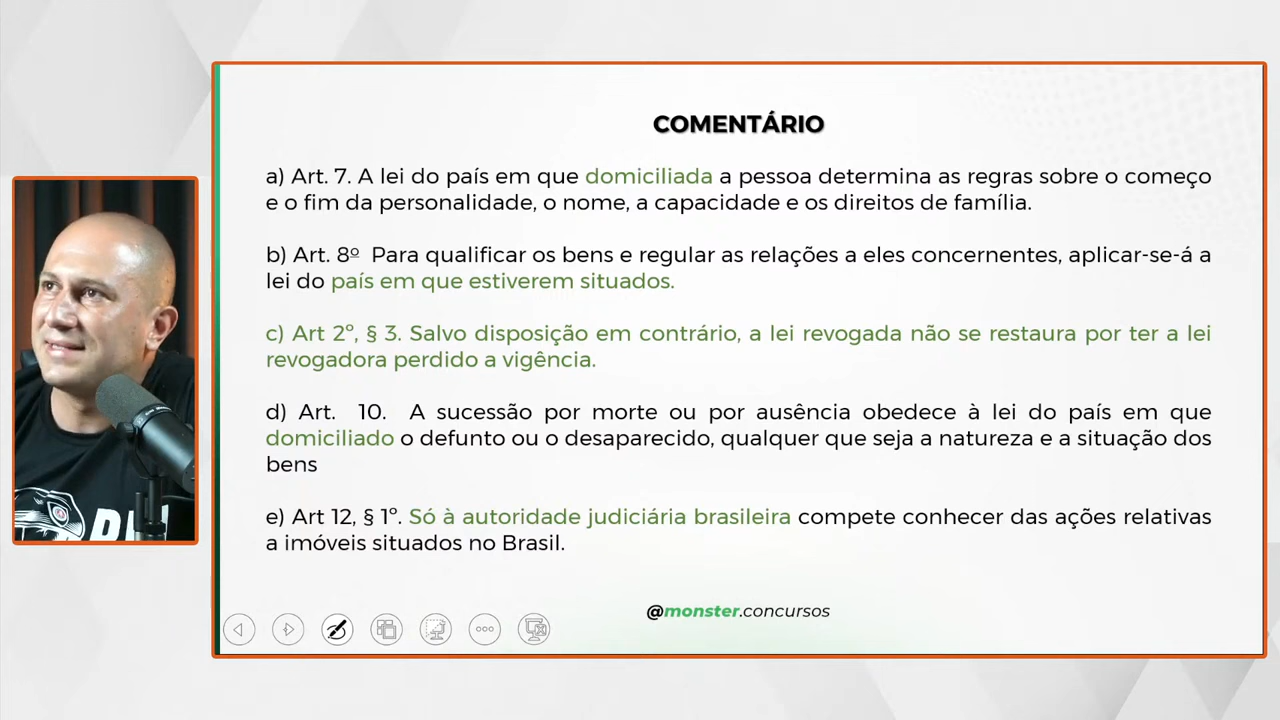 COMENTÁRIO
a) Art. 7. A lei do país em que domiciliada a pessoa determina as regras sobre o começo
e o fim da personalidade, o nome, a capacidade e os direitos de família.
b) Art. 8º Para qualificar os bens e regular as relações a eles concernentes, aplicar-se-á a
lei do país em que estiverem situados.
c) Art 2º, § 3. Salvo disposição em contrário, a lei revogada não se restaura por ter a lei
revogadora perdido a vigência.
d) Art. 10. A sucessão por morte ou por ausência obedece à lei do país em que
domiciliado o defunto ou o desaparecido, qualquer que seja a natureza e a situação dos
bens
e) Art 12, § 1º. Só à autoridade judiciária brasileira compete conhecer das ações relativas
a imóveis situados no Brasil.
@monster.concursos